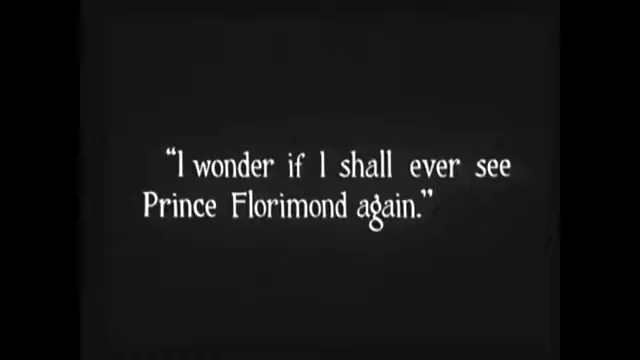 “I wonder if I shall ever see
Prince Florimond again.”